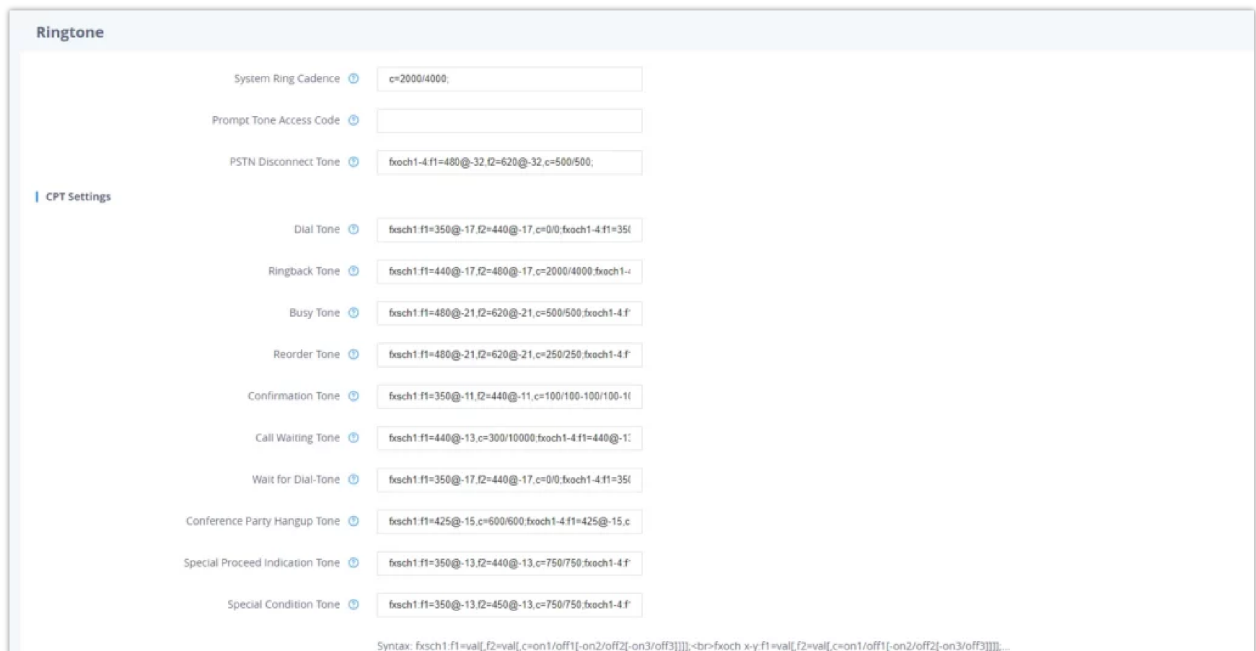 Ringtone
System Ring Cadence c=2000/4000;
Prompt Tone Access Code
PSTN Disconnect Tone fxoch1-4:f1=480@-32,f2=620@-32,c=500/500;
CPT Settings
Dial Tone fxsch1:f1=350@-17,f2=440@-17,c=0/0;fxoch1-4:f1=350
Ringback Tone fxsch1:f1=440@-17,f2=480@-17,c=2000/4000;fxoch1-4
Busy Tone fxsch1:f1=480@-21,f2=620@-21,c=500/500;fxoch1-4:f
Reorder Tone fxsch1:f1=480@-21,f2=620@-21,c=250/250;fxoch1-4:f
Confirmation Tone fxsch1:f1=350@-11,f2=440@-11,c=100/100-100/100-10
Call Waiting Tone fxsch1:f1=440@-13,c=300/10000;fxoch1-4:f1=440@-1
Wait for Dial-Tone fxsch1:f1=350@-17,f2=440@-17,c=0/0;fxoch1-4:f1=350
Conference Party Hangup Tone fxsch1:f1=425@-15,c=600/600;fxoch1-4:f1=425@-15,c
Special Proceed Indication Tone fxsch1:f1=350@-13,f2=440@-13,c=750/750;fxoch1-4:f
Special Condition Tone fxsch1:f1=350@-13,f2=450@-13,c=750/750;fxoch1-4:f
Syntax: fxsch1:f1=val[,f2=val[,c=on1/off1[-on2/off2[-on3/off3]]]];<br>fxoch x-y:f1=val[,f2=val[,c=on1/off1[-on2/off2[-on3/off3]]]];...